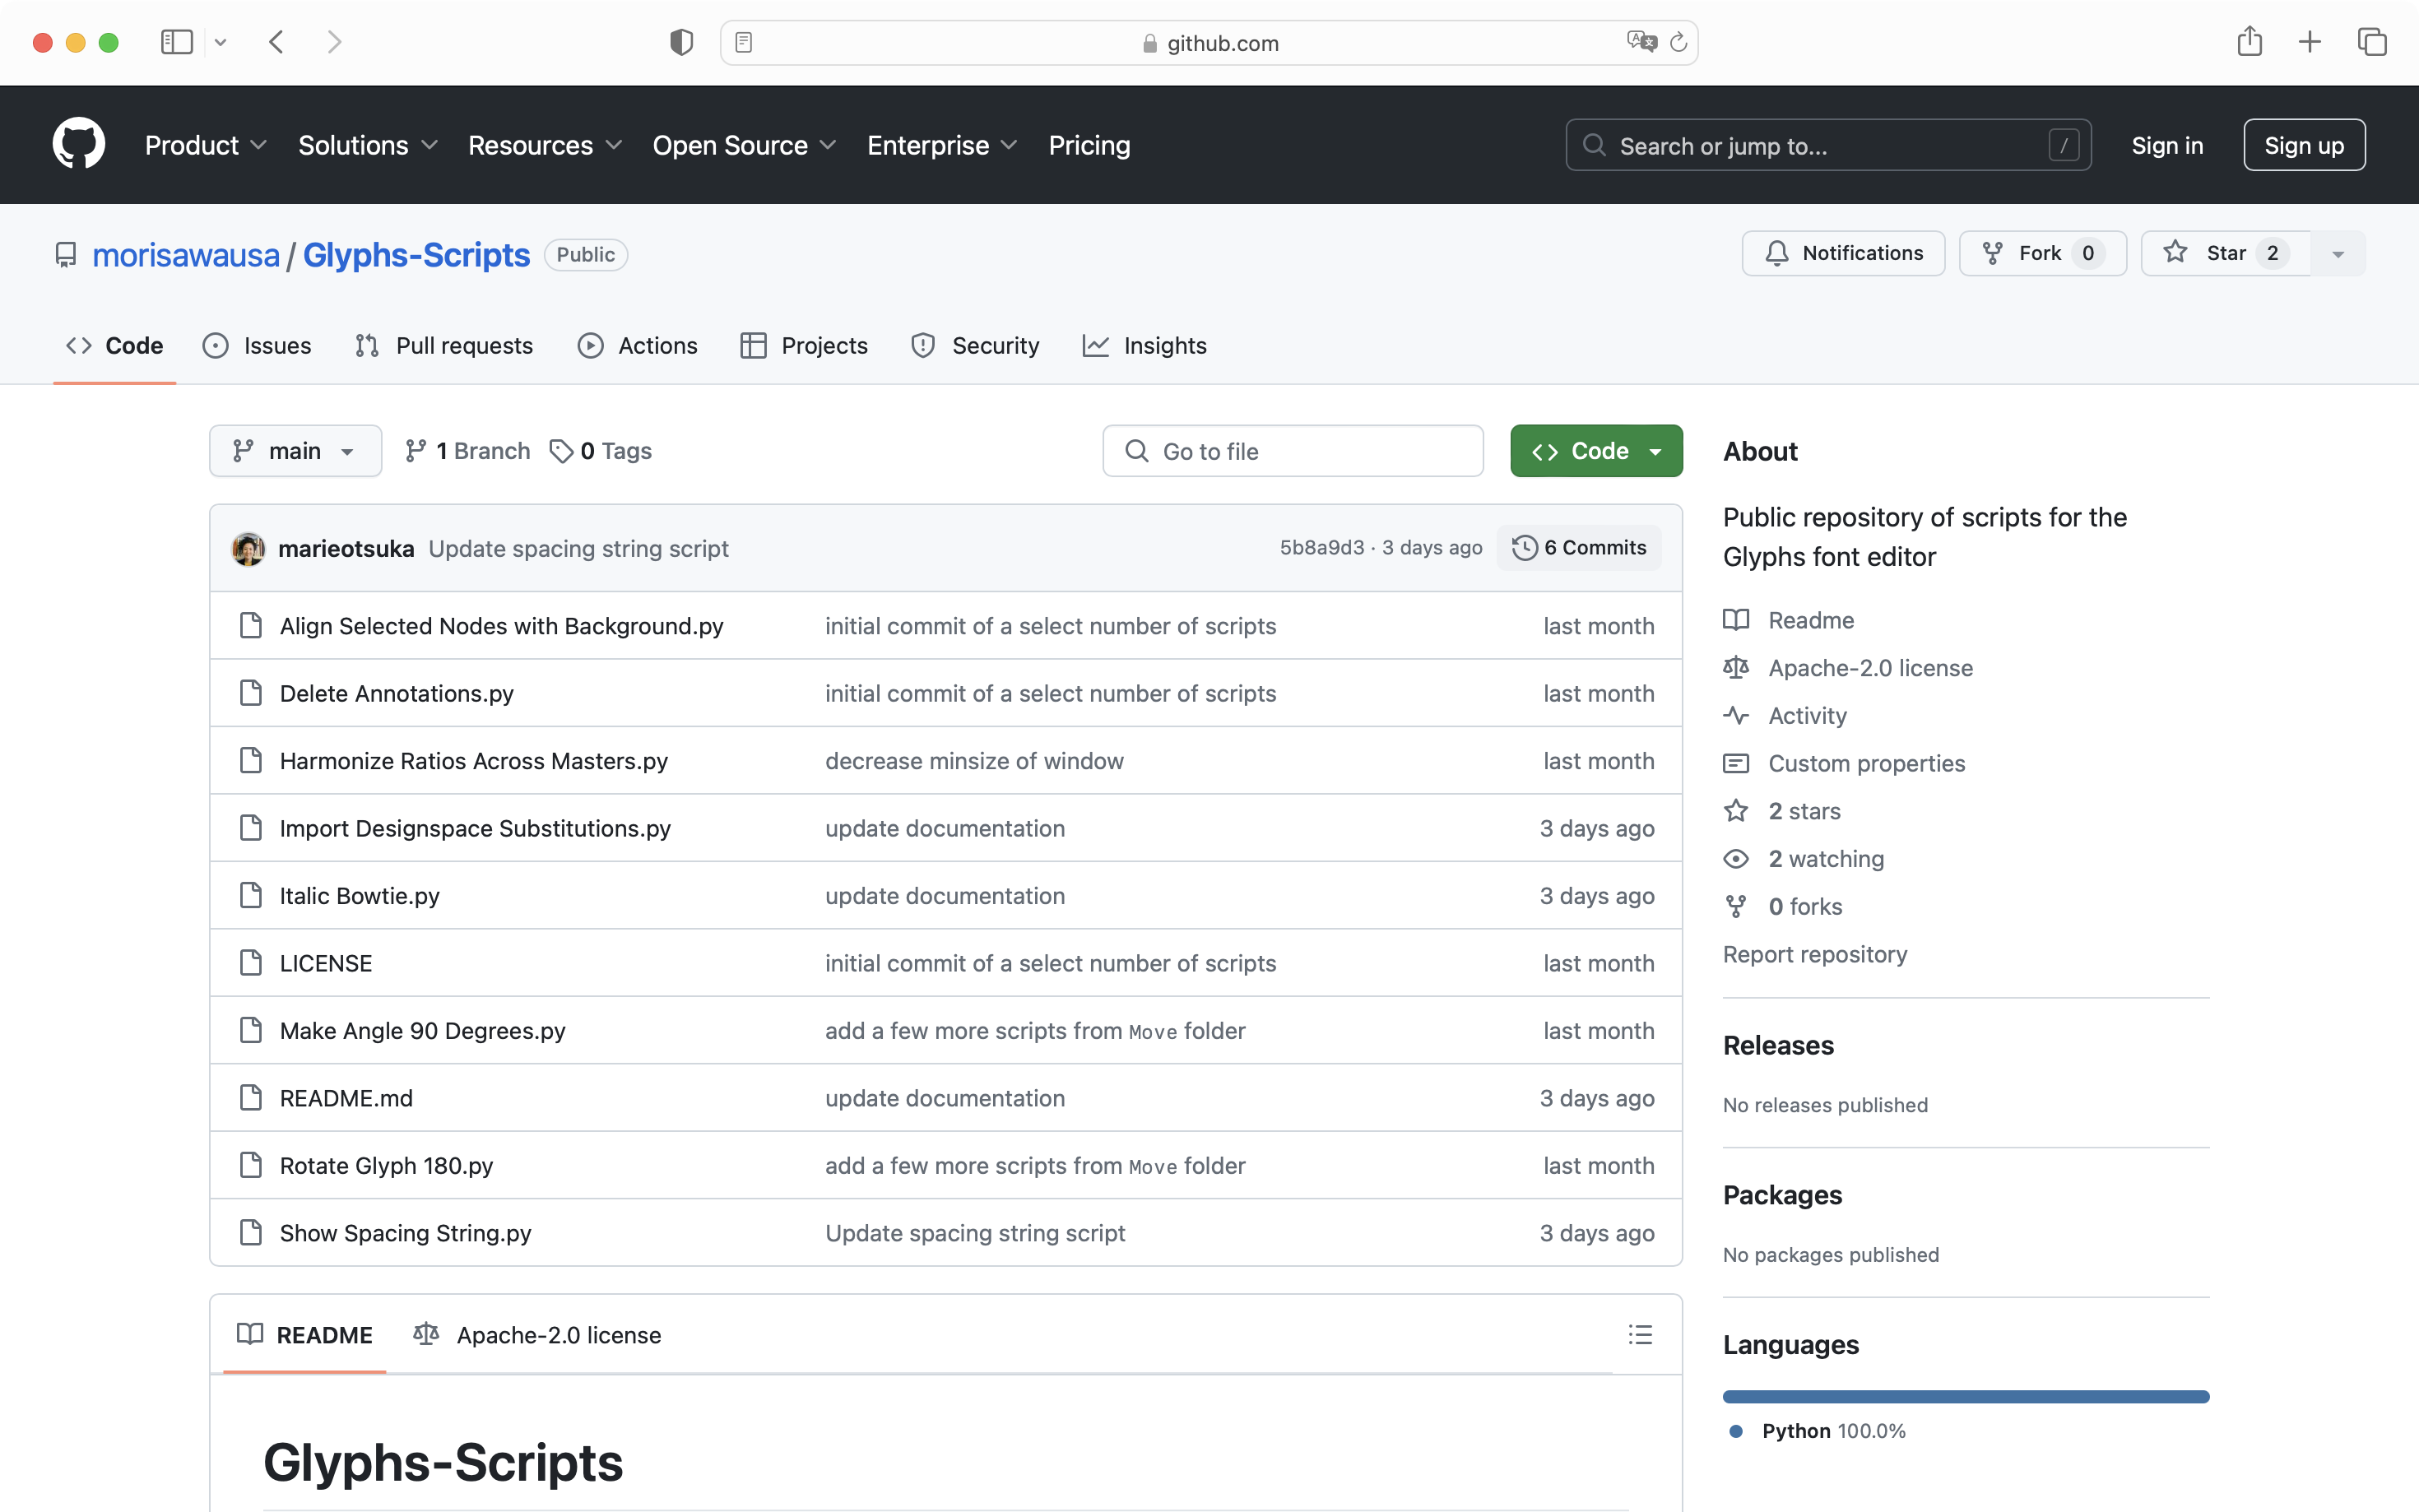 github.com
Product Solutions Resources Open Source Enterprise Pricing Search or jump to... / Sign in Sign up
morisawausa / Glyphs-Scripts Public Notifications Fork 0 Star 2
Code Issues Pull requests Actions Projects Security Insights
main 1 Branch 0 Tags Go to file Code
marieotsuka Update spacing string script 5b8a9d3 · 3 days ago 6 Commits
Align Selected Nodes with Background.py initial commit of a select number of scripts last month
Delete Annotations.py initial commit of a select number of scripts last month
Harmonize Ratios Across Masters.py decrease minsize of window last month
Import Designspace Substitutions.py update documentation 3 days ago
Italic Bowtie.py update documentation 3 days ago
LICENSE initial commit of a select number of scripts last month
Make Angle 90 Degrees.py add a few more scripts from Move folder last month
README.md update documentation 3 days ago
Rotate Glyph 180.py add a few more scripts from Move folder last month
Show Spacing String.py Update spacing string script 3 days ago
README Apache-2.0 license
Glyphs-Scripts
About
Public repository of scripts for the
Glyphs font editor
Readme
Apache-2.0 license
Activity
Custom properties
2 stars
2 watching
0 forks
Report repository
Releases
No releases published
Packages
No packages published
Languages
Python 100.0%